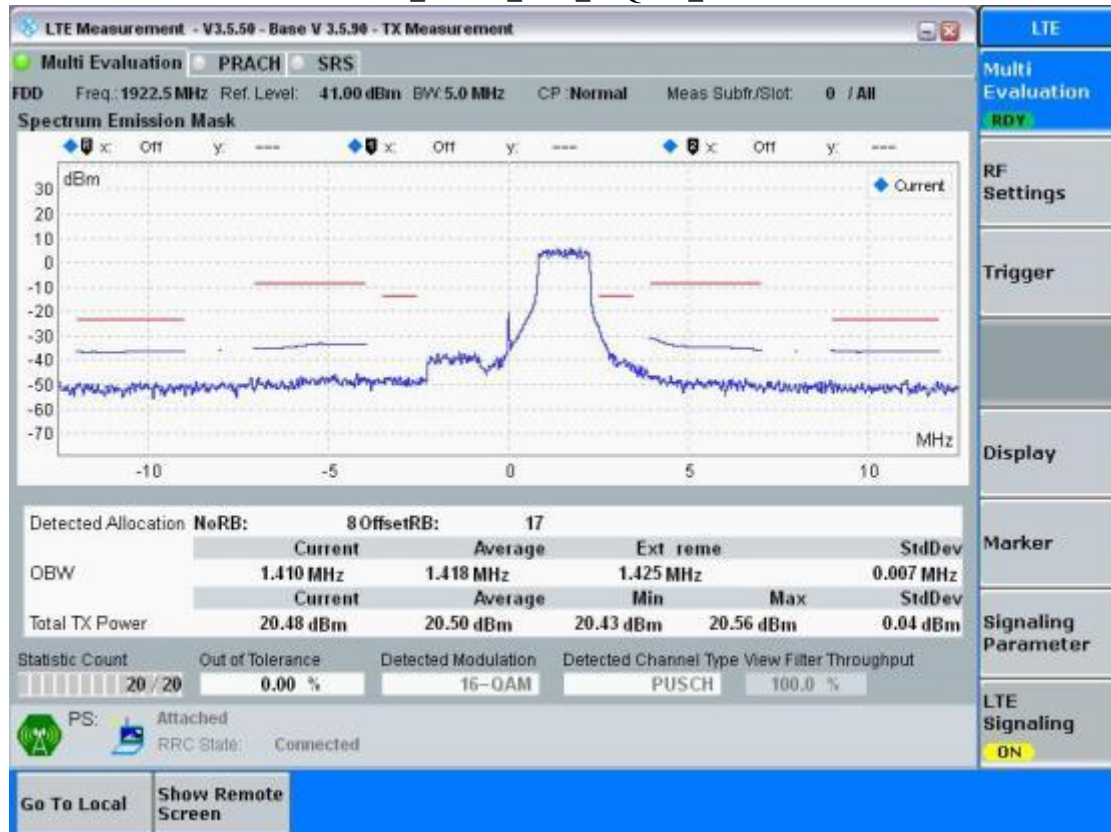 LTE Measurement - V3.5.50 - Base V 3.5.90 - TX Measurement
LTE
Multi Evaluation PRACH SRS
Multi
Evaluation
RDY
FDD Freq.: 1922.5 MHz Ref. Level: 41.00 dBm BW: 5.0 MHz CP :Normal Meas Subfr./Slot: 0 / All
Spectrum Emission Mask
x: Off y: --- x: Off y: --- x: Off y: ---
dBm
Current
30
20
10
0
-10
-20
-30
-40
-50
-60
-70
MHz
-10 -5 0 5 10
RF
Settings
Trigger
Display
Marker
Signaling
Parameter
LTE
Signaling
ON
Detected Allocation NoRB: 8 OffsetRB: 17
Current Average Ext reme StdDev
OBW 1.410 MHz 1.418 MHz 1.425 MHz 0.007 MHz
Current Average Min Max StdDev
Total TX Power 20.48 dBm 20.50 dBm 20.43 dBm 20.56 dBm 0.04 dBm
Statistic Count Out of Tolerance Detected Modulation Detected Channel Type View Filter Throughput
20 / 20 0.00 % 16-QAM PUSCH 100.0 %
PS: Attached
RRC State: Connected
Go To Local
Show Remote
Screen